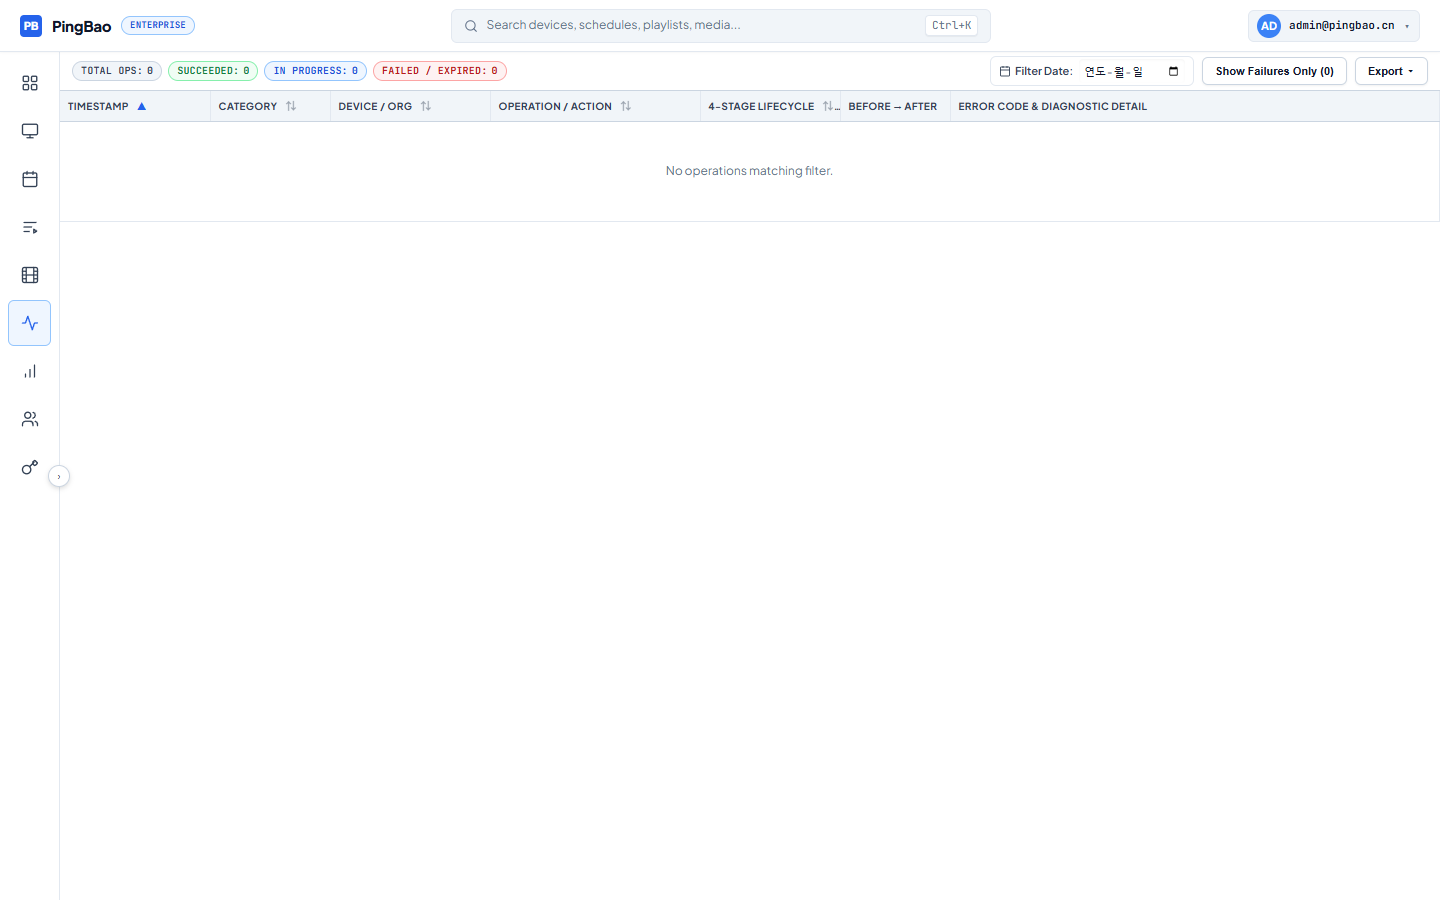 PB PingBao ENTERPRISE
Search devices, schedules, playlists, media...
Ctrl+K
AD admin@pingbao.cn
TOTAL OPS: 0
SUCCEEDED: 0
IN PROGRESS: 0
FAILED / EXPIRED: 0
Filter Date: 연도-월-일
Show Failures Only (0)
Export
TIMESTAMP
CATEGORY
DEVICE / ORG
OPERATION / ACTION
4-STAGE LIFECYCLE
BEFORE → AFTER
ERROR CODE & DIAGNOSTIC DETAIL
No operations matching filter.